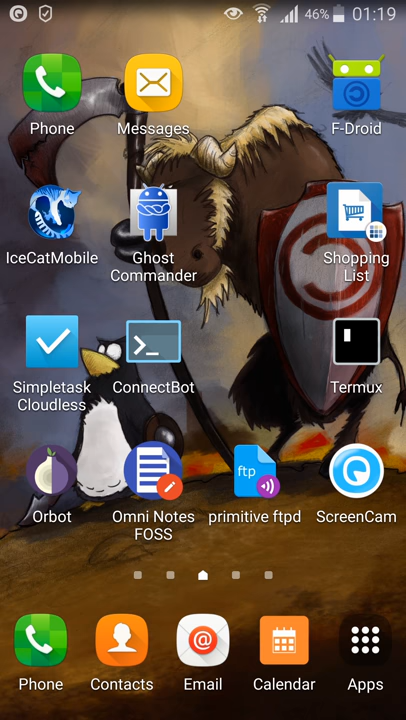 46% 01:19
Phone
Messages
F-Droid
IceCatMobile
Ghost
Commander
Shopping
List
Simpletask
Cloudless
ConnectBot
Termux
Orbot
Omni Notes
FOSS
ftp
primitive ftpd
ScreenCam
Phone
Contacts
Email
Calendar
Apps